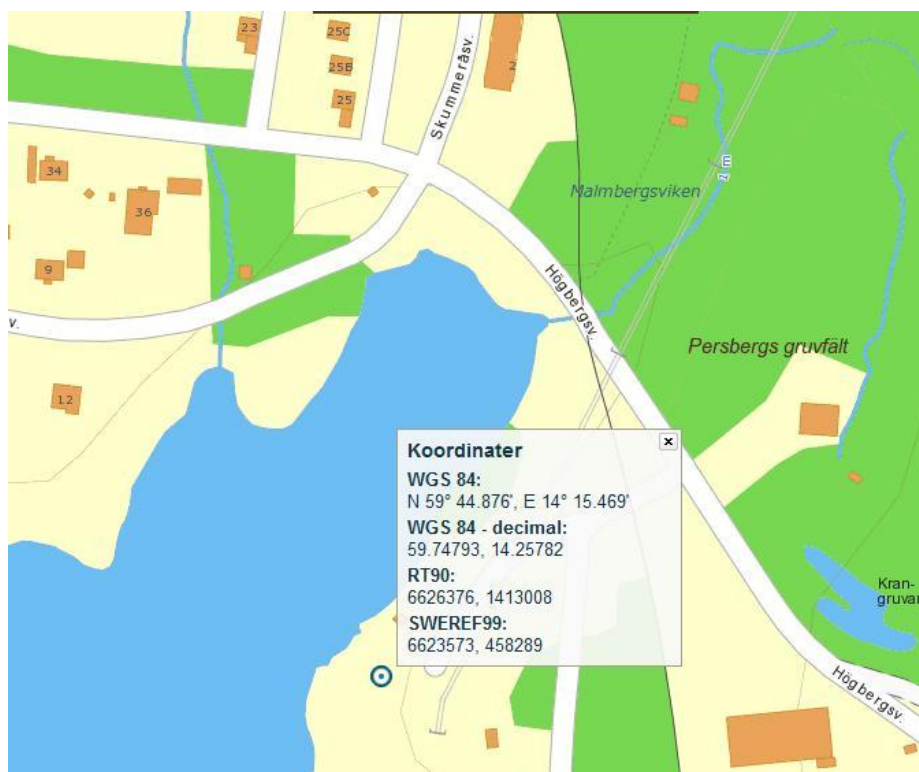 23
25C
25B
25
2
Skummeråsv.
34
36
9
v.
12
Malmbergsviken
Högbergsv.
Persbergs gruvfält
Koordinater
WGS 84:
N 59° 44.876', E 14° 15.469'
WGS 84 - decimal:
59.74793, 14.25782
RT90:
6626376, 1413008
SWEREF99:
6623573, 458289
Kran-
gruvan
Högbergsv.